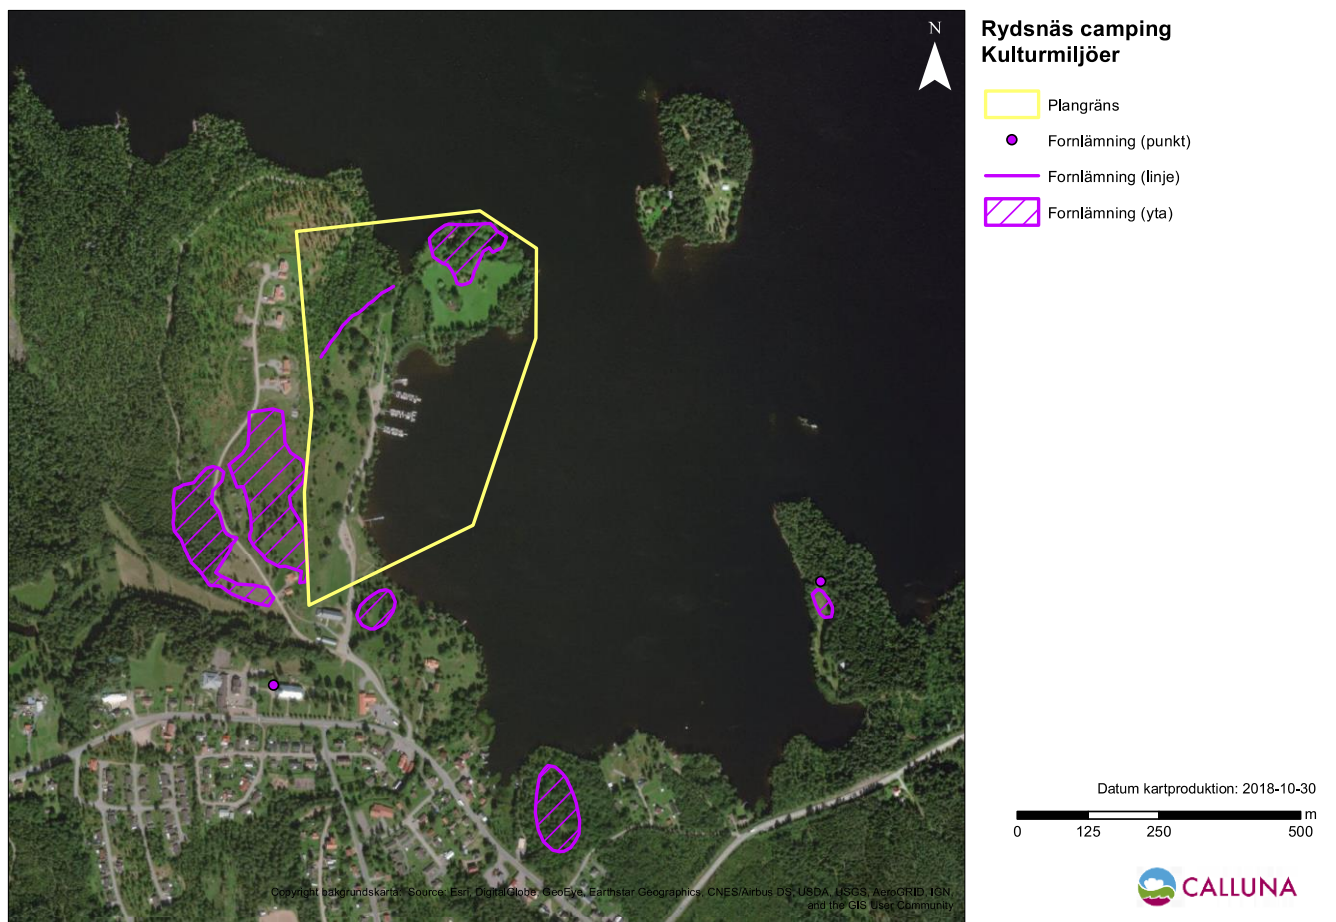 N
Rydsnäs camping
Kulturmiljöer
Plangräns
Fornlämning (punkt)
Fornlämning (linje)
Fornlämning (yta)
Datum kartproduktion: 2018-10-30
m
0 125 250 500
CALLUNA
Copyright bakgrundskarta: Source: Esri, DigitalGlobe, GeoEye, Earthstar Geographics, CNES/Airbus DS, USDA, USGS, AeroGRID, IGN,
and the GIS User Community